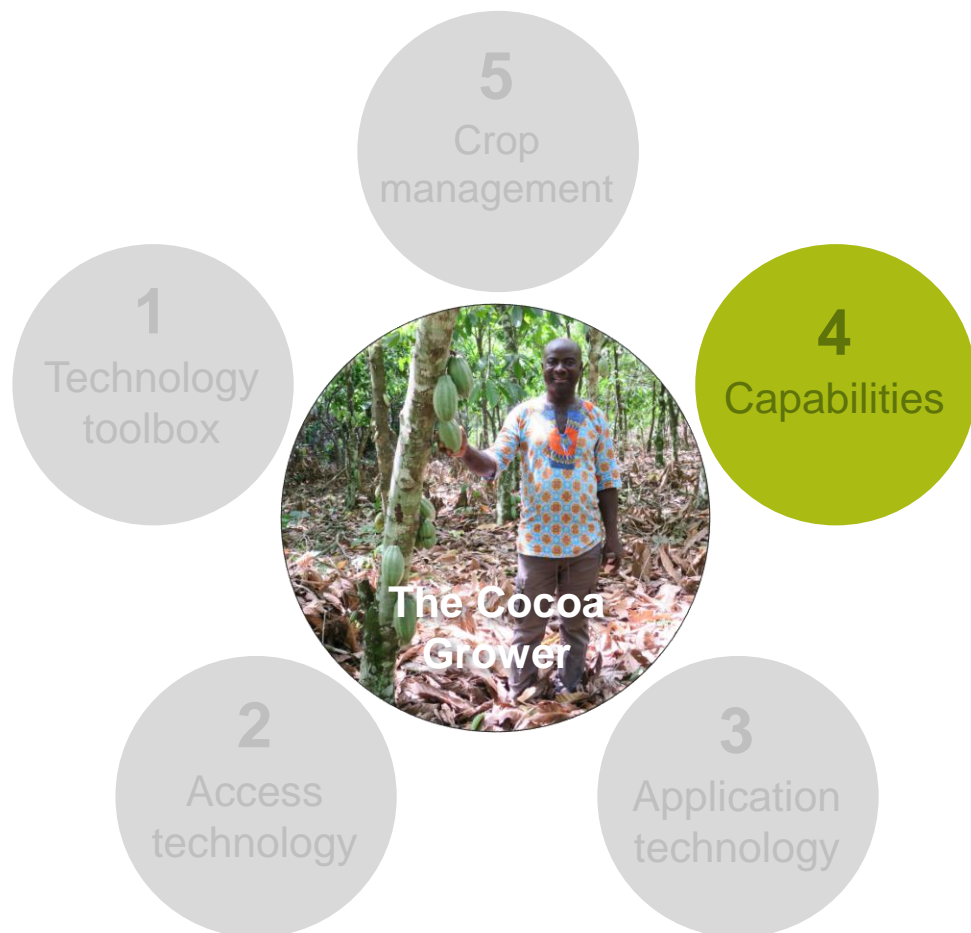 5
Crop
management
1
Technology
toolbox
4
Capabilities
The Cocoa
Grower
2
Access
technology
3
Application
technology